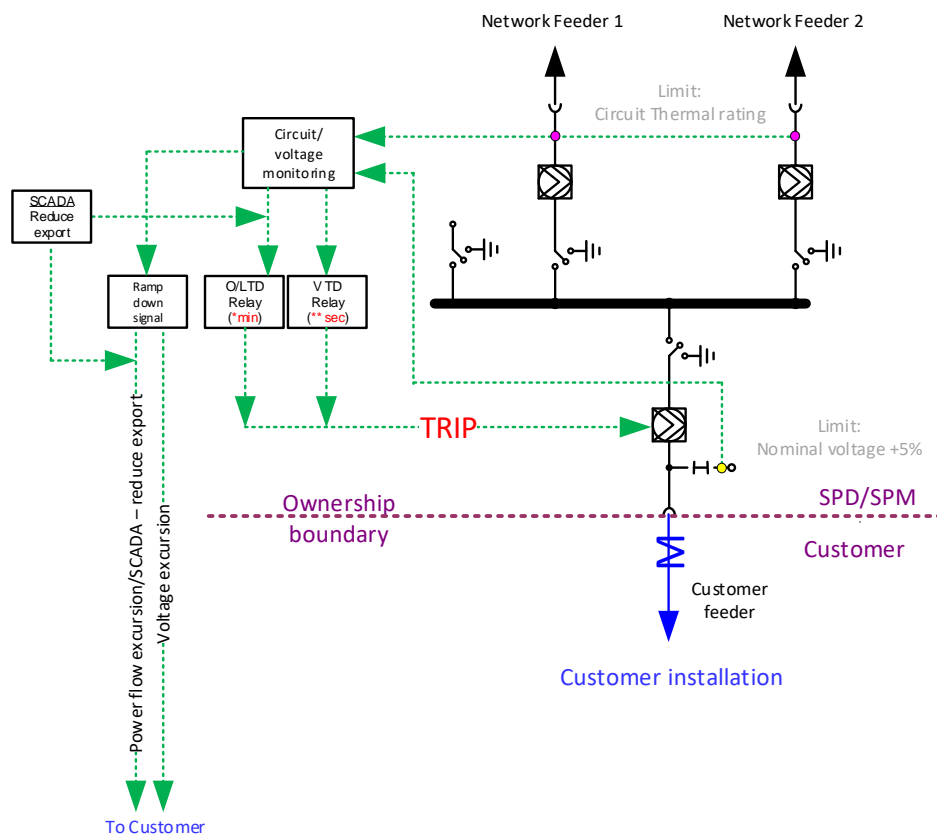 Network Feeder 1
Network Feeder 2
Limit:
Circuit Thermal rating
Circuit/
voltage
monitoring
SCADA
Reduce
export
Ramp
down
signal
O/LTD
Relay
(*min)
VTD
Relay
(** sec)
TRIP
Limit:
Nominal voltage +5%
Ownership
boundary
SPD/SPM
Customer
Customer
feeder
Customer installation
Power flow excursion/SCADA – reduce export
Voltage excursion
To Customer